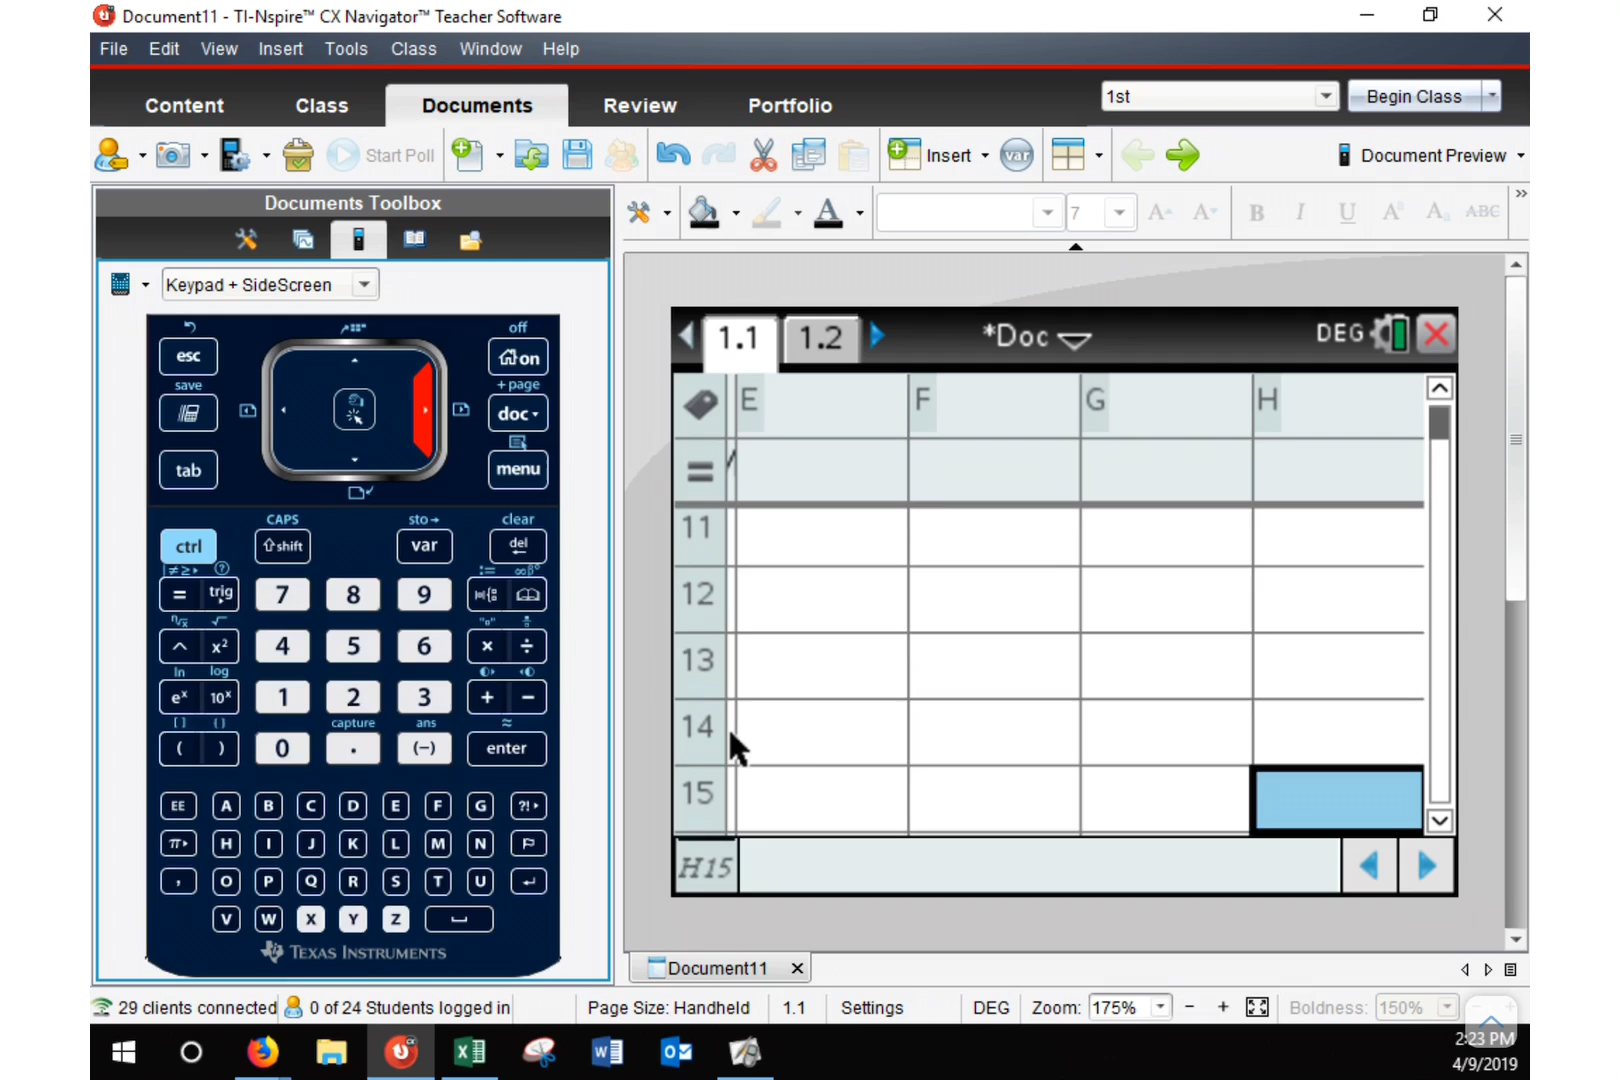 Document11 - TI-Nspire™ CX Navigator™ Teacher Software
File Edit View Insert Tools Class Window Help
Content Class Documents Review Portfolio 1st Begin Class
Start Poll Insert var Document Preview
Documents Toolbox
7 A A B I U A A ABC
Keypad + SideScreen
off
esc on
save + page
doc
tab menu
CAPS sto→ clear
ctrl shift var del
:= ∞β°
= trig 7 8 9
ⁿ√x √ "□"
^ x² 4 5 6 × ÷
ln log
eˣ 10ˣ 1 2 3 + −
[ ] { } capture ans ≈
( ) 0 . (−) enter
EE A B C D E F G ?!
π H I J K L M N
, O P Q R S T U
V W X Y Z
TEXAS INSTRUMENTS
1.1 1.2 *Doc DEG
E F G H
=
11
12
13
14
15
H15
Document11
29 clients connected 0 of 24 Students logged in Page Size: Handheld 1.1 Settings DEG Zoom: 175% − + Boldness: 150%
2:23 PM
4/9/2019